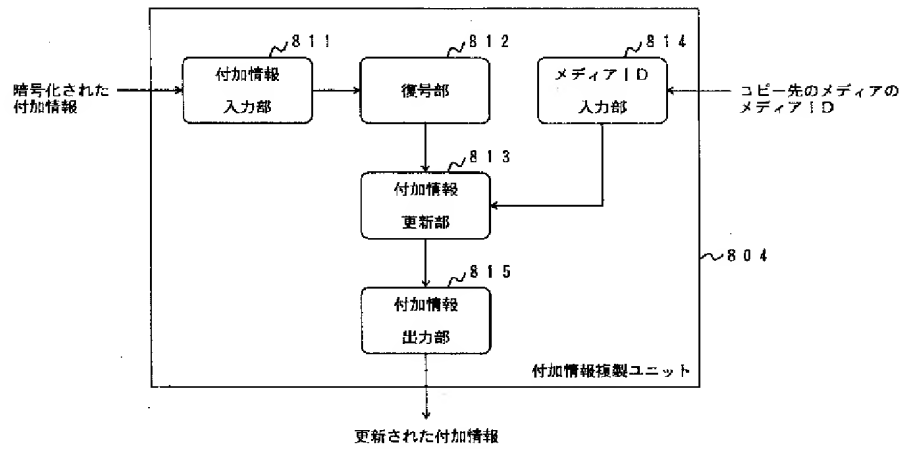 811
812
814
付加情報
入力部
復号部
メディアID
入力部
暗号化された
付加情報
コピー先のメディアの
メディアID
813
付加情報
更新部
804
815
付加情報
出力部
付加情報複製ユニット
更新された付加情報